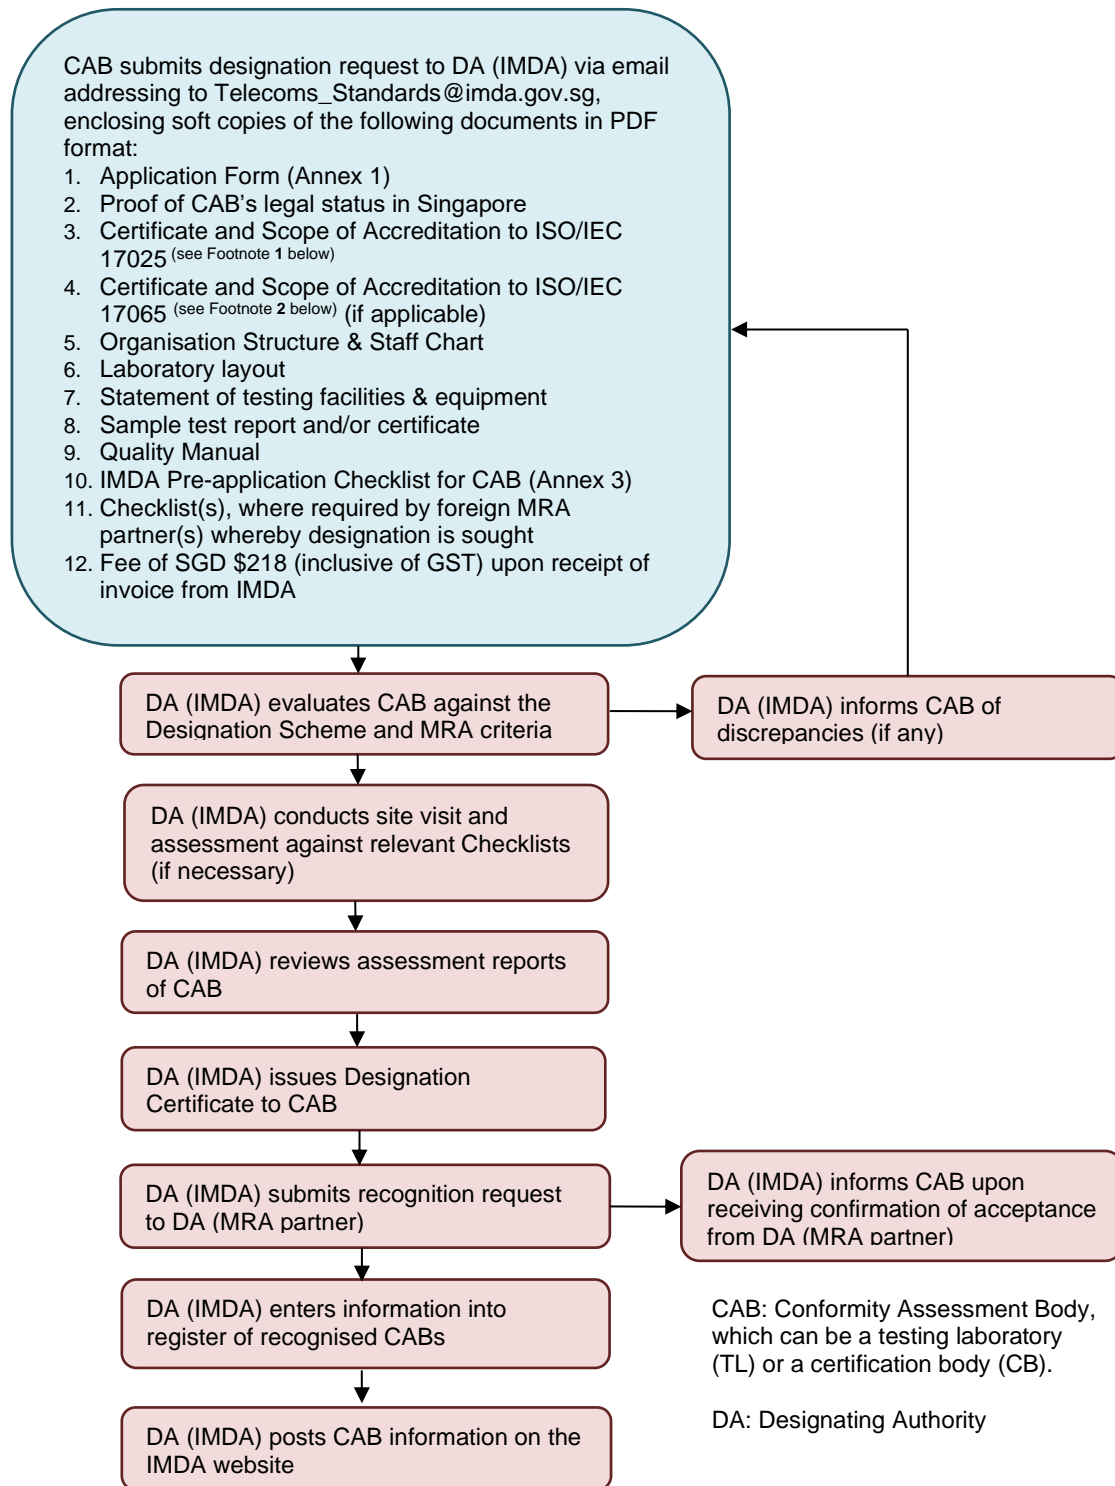 CAB submits designation request to DA (IMDA) via email
addressing to Telecoms_Standards@imda.gov.sg,
enclosing soft copies of the following documents in PDF
format:
1. Application Form (Annex 1)
2. Proof of CAB’s legal status in Singapore
3. Certificate and Scope of Accreditation to ISO/IEC
17025 (see Footnote 1 below)
4. Certificate and Scope of Accreditation to ISO/IEC
17065 (see Footnote 2 below) (if applicable)
5. Organisation Structure & Staff Chart
6. Laboratory layout
7. Statement of testing facilities & equipment
8. Sample test report and/or certificate
9. Quality Manual
10. IMDA Pre-application Checklist for CAB (Annex 3)
11. Checklist(s), where required by foreign MRA
partner(s) whereby designation is sought
12. Fee of SGD $218 (inclusive of GST) upon receipt of
invoice from IMDA
DA (IMDA) evaluates CAB against the
Designation Scheme and MRA criteria
DA (IMDA) informs CAB of
discrepancies (if any)
DA (IMDA) conducts site visit and
assessment against relevant Checklists
(if necessary)
DA (IMDA) reviews assessment reports
of CAB
DA (IMDA) issues Designation
Certificate to CAB
DA (IMDA) submits recognition request
to DA (MRA partner)
DA (IMDA) informs CAB upon
receiving confirmation of acceptance
from DA (MRA partner)
DA (IMDA) enters information into
register of recognised CABs
CAB: Conformity Assessment Body,
which can be a testing laboratory
(TL) or a certification body (CB).
DA: Designating Authority
DA (IMDA) posts CAB information on the
IMDA website